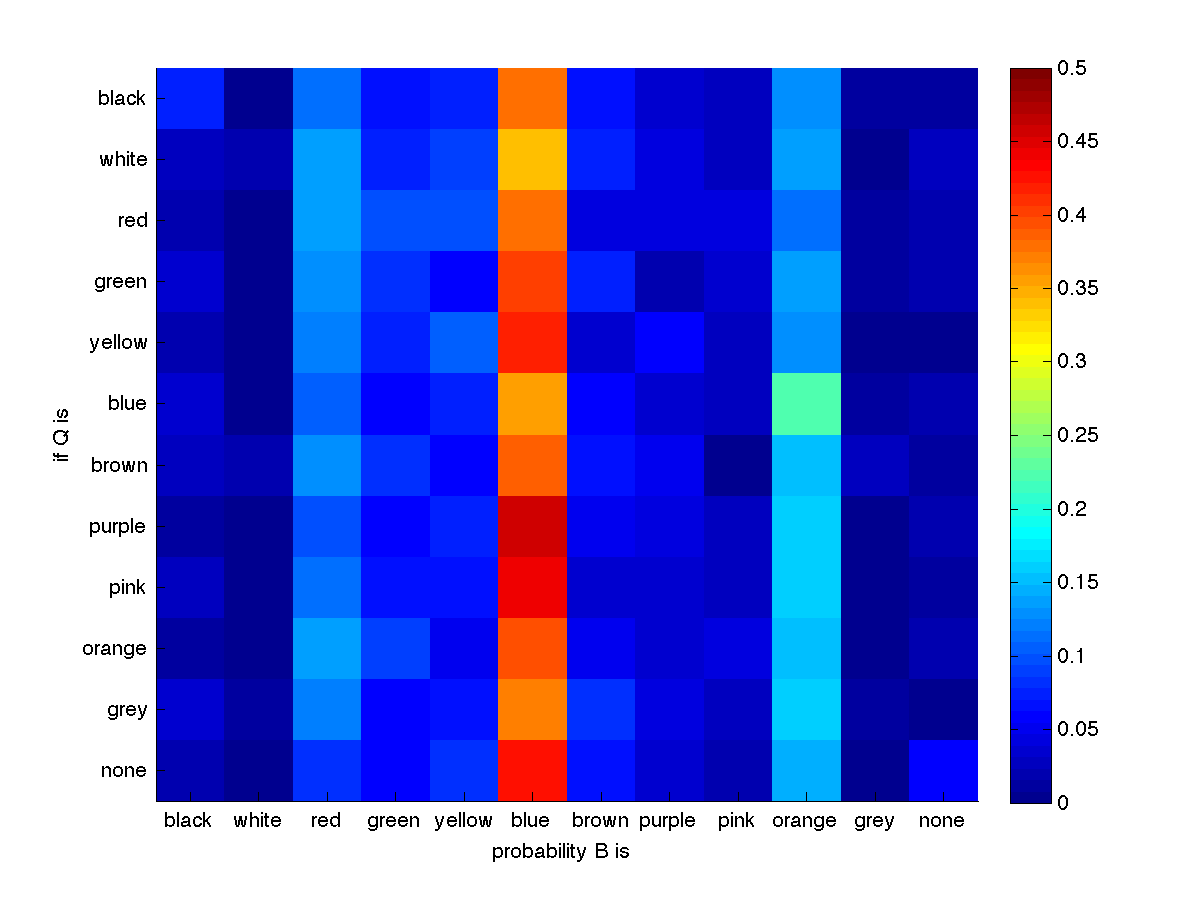 black
white
red
green
yellow
blue
brown
purple
pink
orange
grey
none
if Q is
black white red green yellow blue brown purple pink orange grey none
probability B is
0.5
0.45
0.4
0.35
0.3
0.25
0.2
0.15
0.1
0.05
0